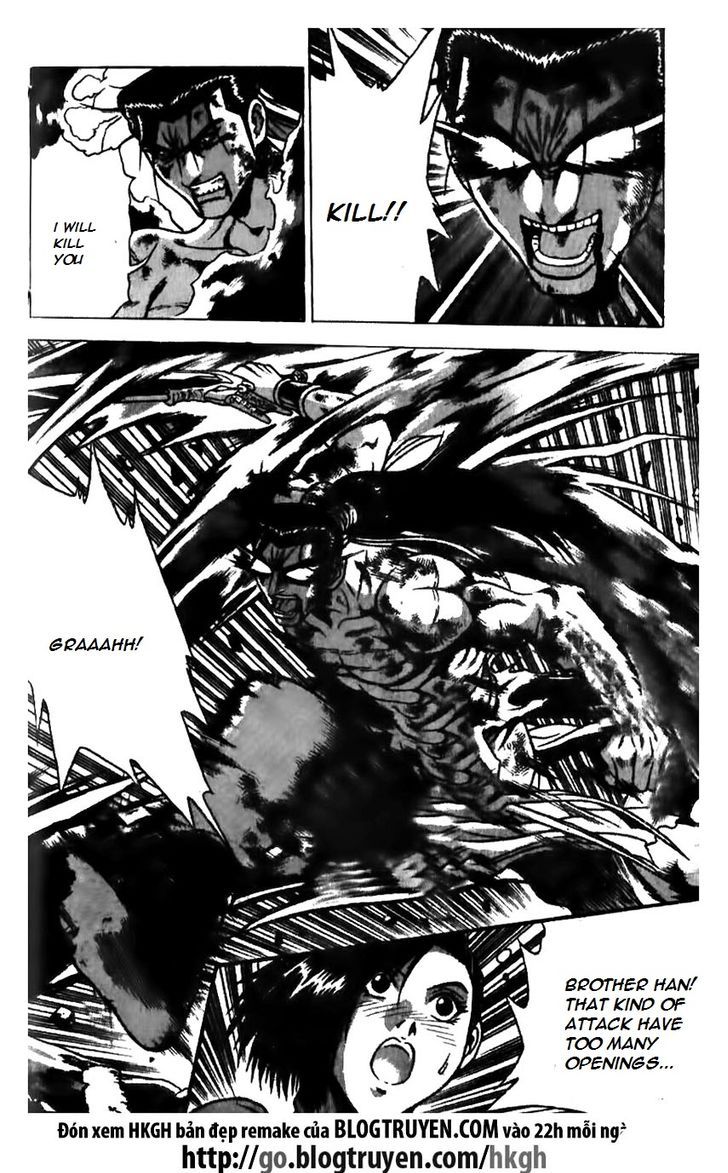 KILL!!
I WILL
KILL
YOU
GRAAAHH!
BROTHER HAN!
THAT KIND OF
ATTACK HAVE
TOO MANY
OPENINGS...
Đón xem HKGH bản đẹp remake của BLOGTRUYEN.COM vào 22h mỗi
http://go.blogtruyen.com/hkgh